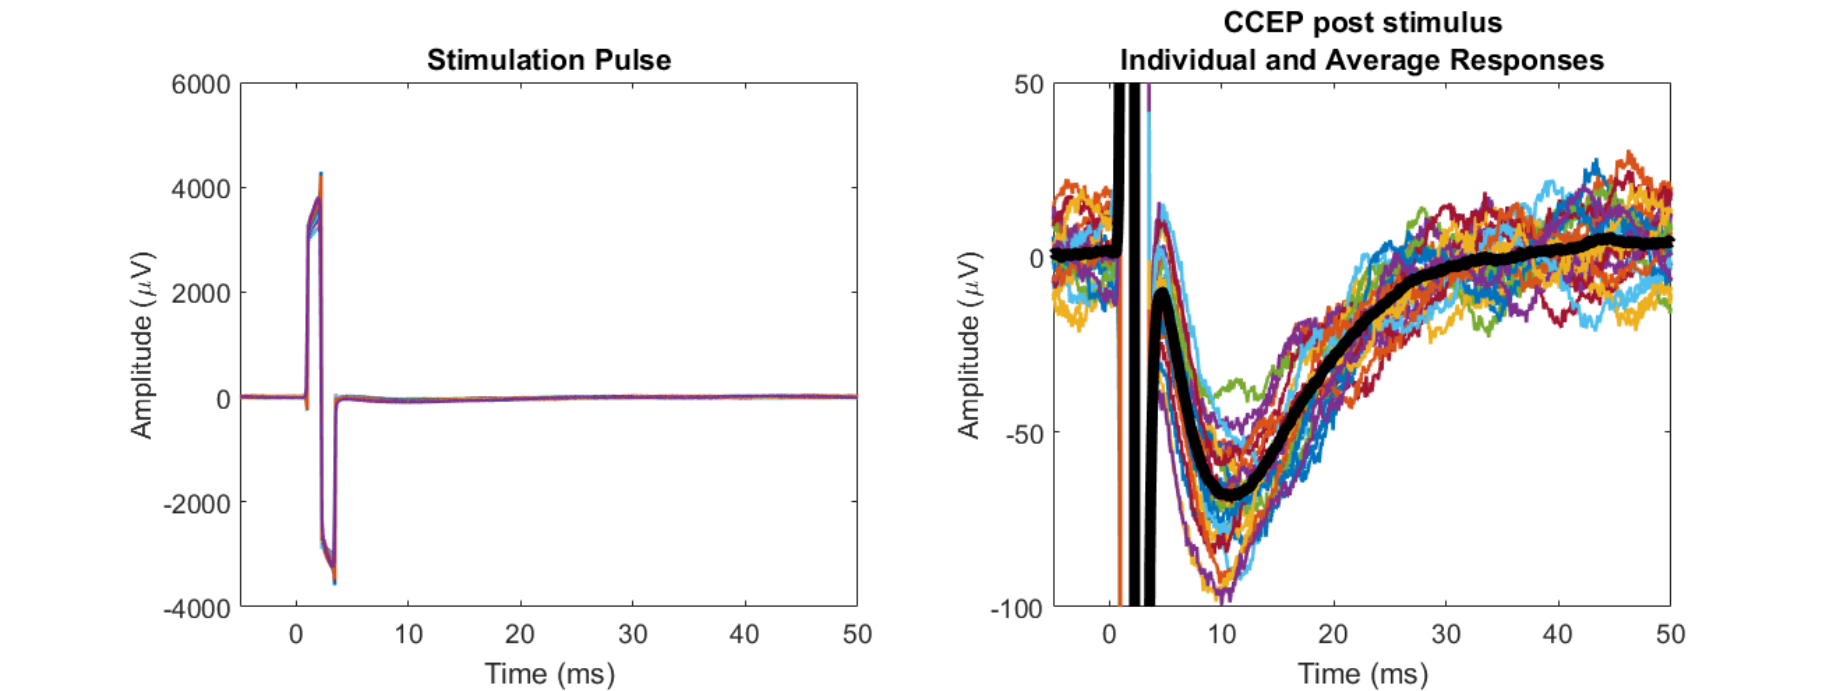 Stimulation Pulse
6000
4000
2000
0
-2000
-4000
Amplitude (μV)
0 10 20 30 40 50
Time (ms)
CCEP post stimulus
Individual and Average Responses
50
0
-50
-100
Amplitude (μV)
0 10 20 30 40 50
Time (ms)